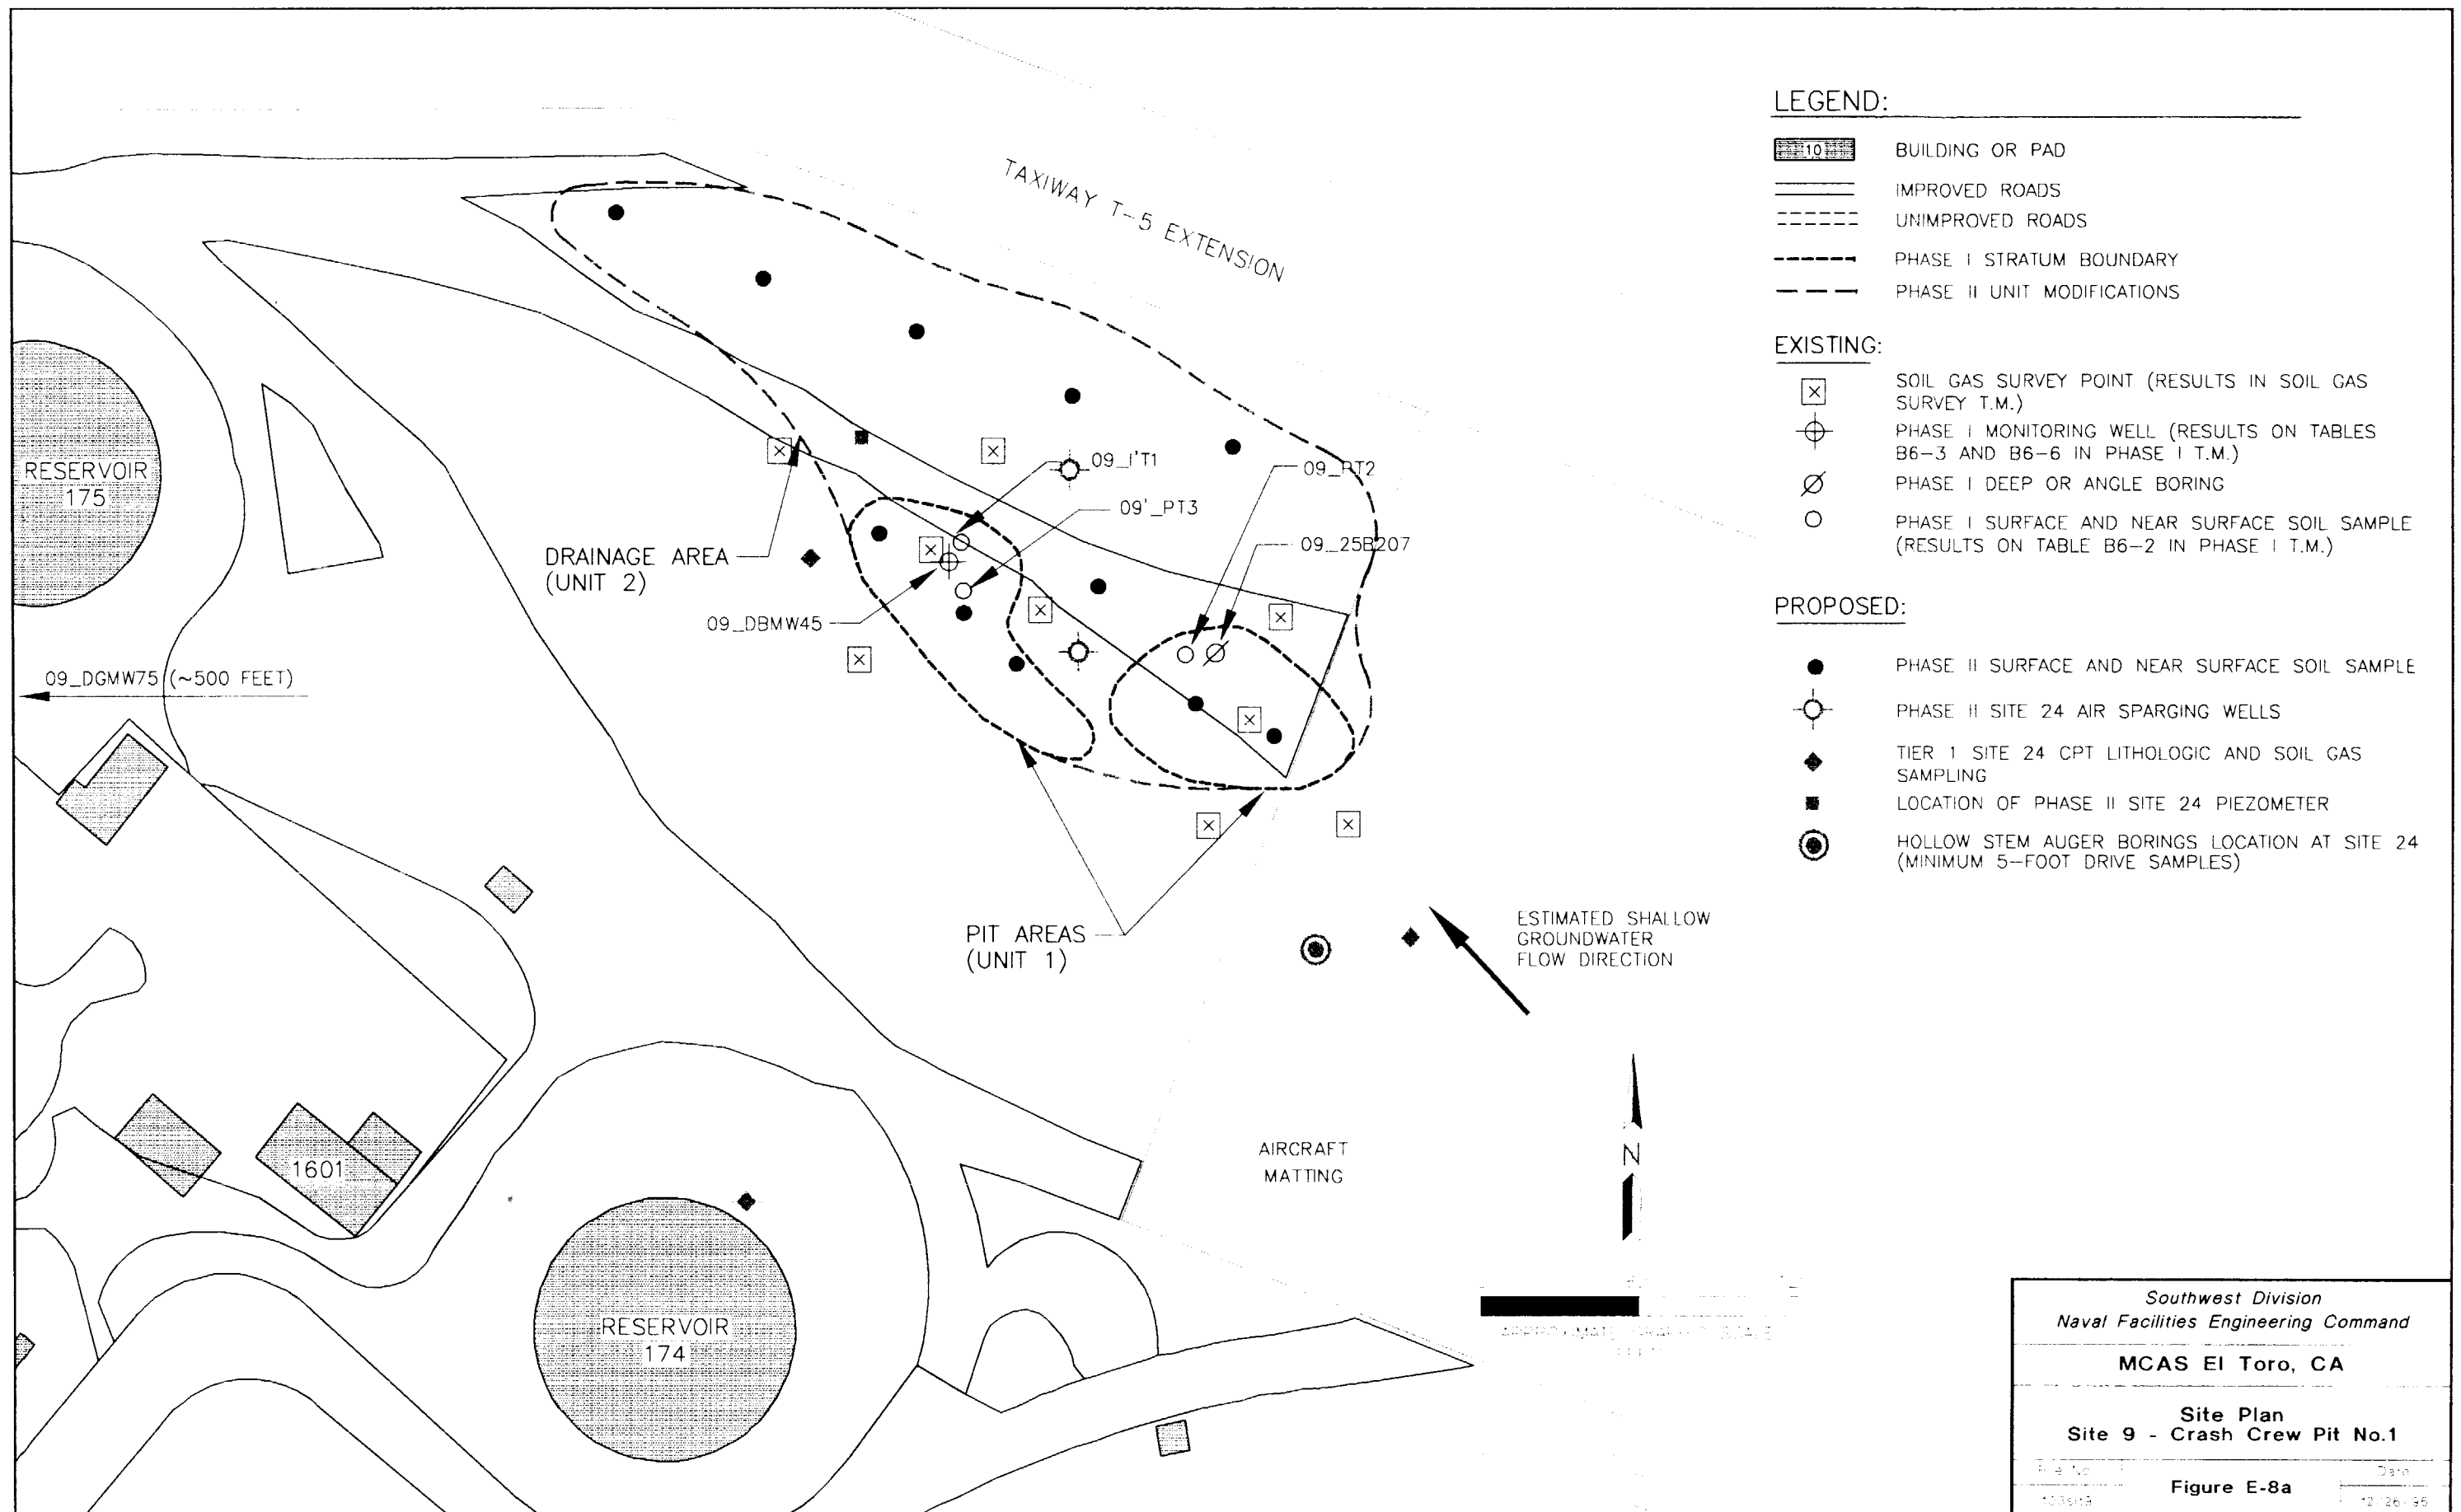 TAXIWAY T-5 EXTENSION
RESERVOIR
175
09_DGMW75 (~500 FEET)
DRAINAGE AREA
(UNIT 2)
09_DBMW45
09_I'T1
09'_PT3
09_PT2
09_25B207
PIT AREAS
(UNIT 1)
ESTIMATED SHALLOW
GROUNDWATER
FLOW DIRECTION
1601
RESERVOIR
174
AIRCRAFT
MATTING
N
LEGEND:
10
BUILDING OR PAD
IMPROVED ROADS
UNIMPROVED ROADS
PHASE I STRATUM BOUNDARY
PHASE II UNIT MODIFICATIONS
EXISTING:
SOIL GAS SURVEY POINT (RESULTS IN SOIL GAS
SURVEY T.M.)
PHASE I MONITORING WELL (RESULTS ON TABLES
B6-3 AND B6-6 IN PHASE I T.M.)
PHASE I DEEP OR ANGLE BORING
PHASE I SURFACE AND NEAR SURFACE SOIL SAMPLE
(RESULTS ON TABLE B6-2 IN PHASE I T.M.)
PROPOSED:
PHASE II SURFACE AND NEAR SURFACE SOIL SAMPLE
PHASE II SITE 24 AIR SPARGING WELLS
TIER 1 SITE 24 CPT LITHOLOGIC AND SOIL GAS
SAMPLING
LOCATION OF PHASE II SITE 24 PIEZOMETER
HOLLOW STEM AUGER BORINGS LOCATION AT SITE 24
(MINIMUM 5-FOOT DRIVE SAMPLES)
Southwest Division
Naval Facilities Engineering Command
MCAS El Toro, CA
Site Plan
Site 9 - Crash Crew Pit No.1
Date
Figure E-8a
12/26/95